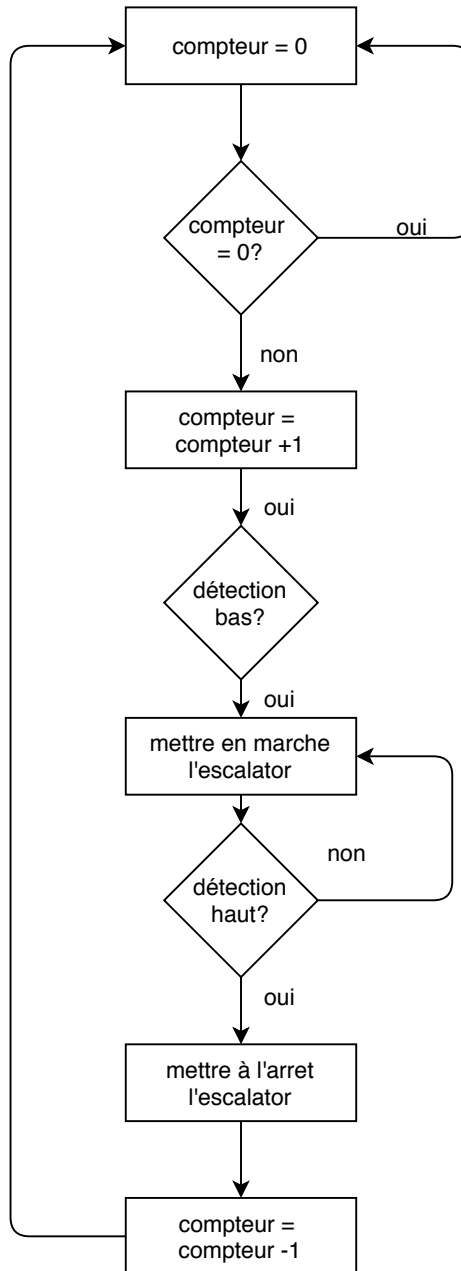 compteur = 0
compteur
= 0?
oui
non
compteur =
compteur +1
oui
détection
bas?
oui
mettre en marche
l'escalator
non
détection
haut?
oui
mettre à l'arret
l'escalator
compteur =
compteur -1